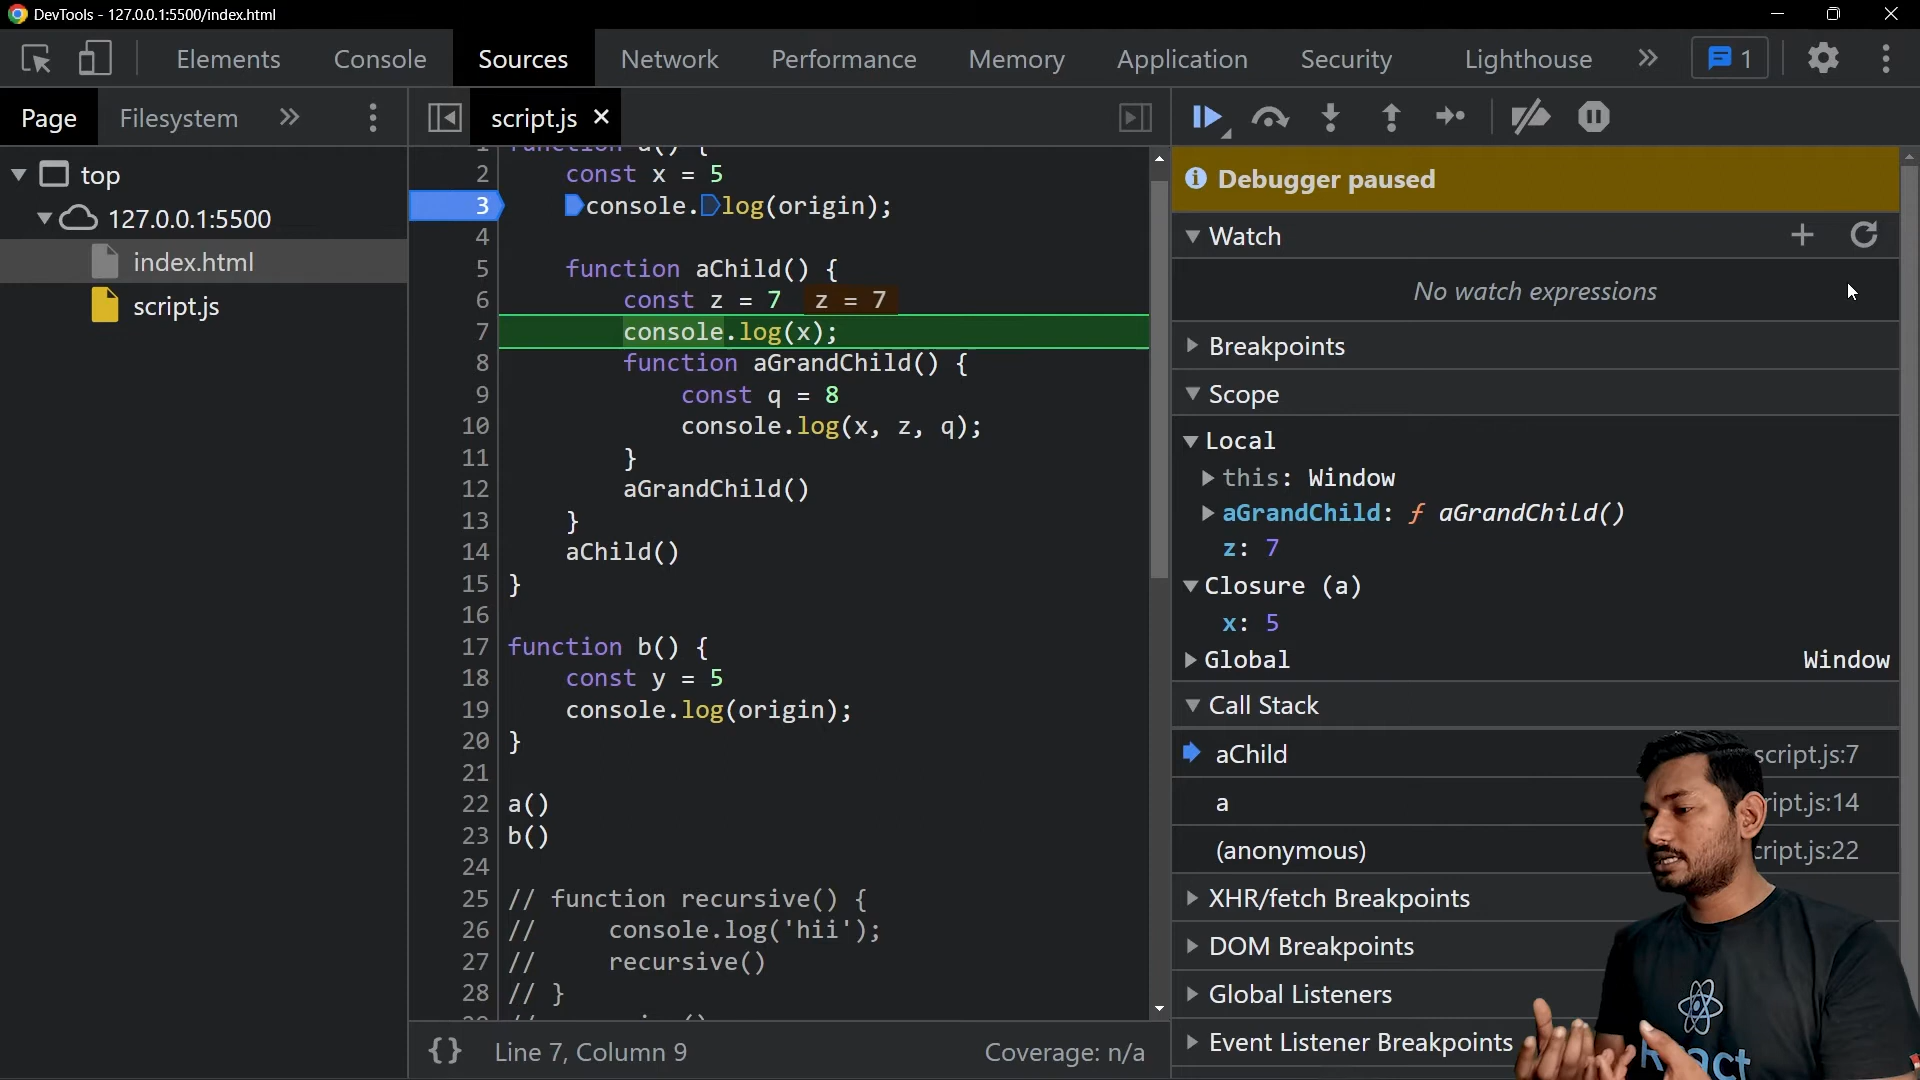 DevTools - 127.0.0.1:5500/index.html
Elements Console Sources Network Performance Memory Application Security Lighthouse » 1
Page Filesystem »
script.js ×
top
127.0.0.1:5500
index.html
script.js
2 const x = 5
3 console.log(origin);
4
5 function aChild() {
6 const z = 7 z = 7
7 console.log(x);
8 function aGrandChild() {
9 const q = 8
10 console.log(x, z, q);
11 }
12 aGrandChild()
13 }
14 aChild()
15 }
16
17 function b() {
18 const y = 5
19 console.log(origin);
20 }
21
22 a()
23 b()
24
25 // function recursive() {
26 // console.log('hii');
27 // recursive()
28 // }
{} Line 7, Column 9 Coverage: n/a
Debugger paused
Watch
No watch expressions
Breakpoints
Scope
Local
this: Window
aGrandChild: ƒ aGrandChild()
z: 7
Closure (a)
x: 5
Global Window
Call Stack
aChild script.js:7
a ript.js:14
(anonymous) cript.js:22
XHR/fetch Breakpoints
DOM Breakpoints
Global Listeners
Event Listener Breakpoints